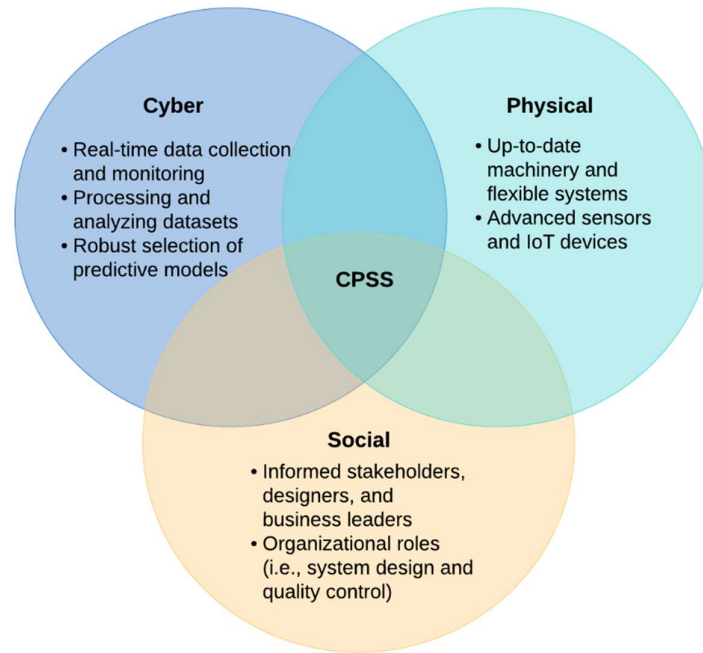 Cyber
• Real-time data collection
and monitoring
• Processing and
analyzing datasets
• Robust selection of
predictive models
Physical
• Up-to-date
machinery and
flexible systems
• Advanced sensors
and IoT devices
CPSS
Social
• Informed stakeholders,
designers, and
business leaders
• Organizational roles
(i.e., system design and
quality control)